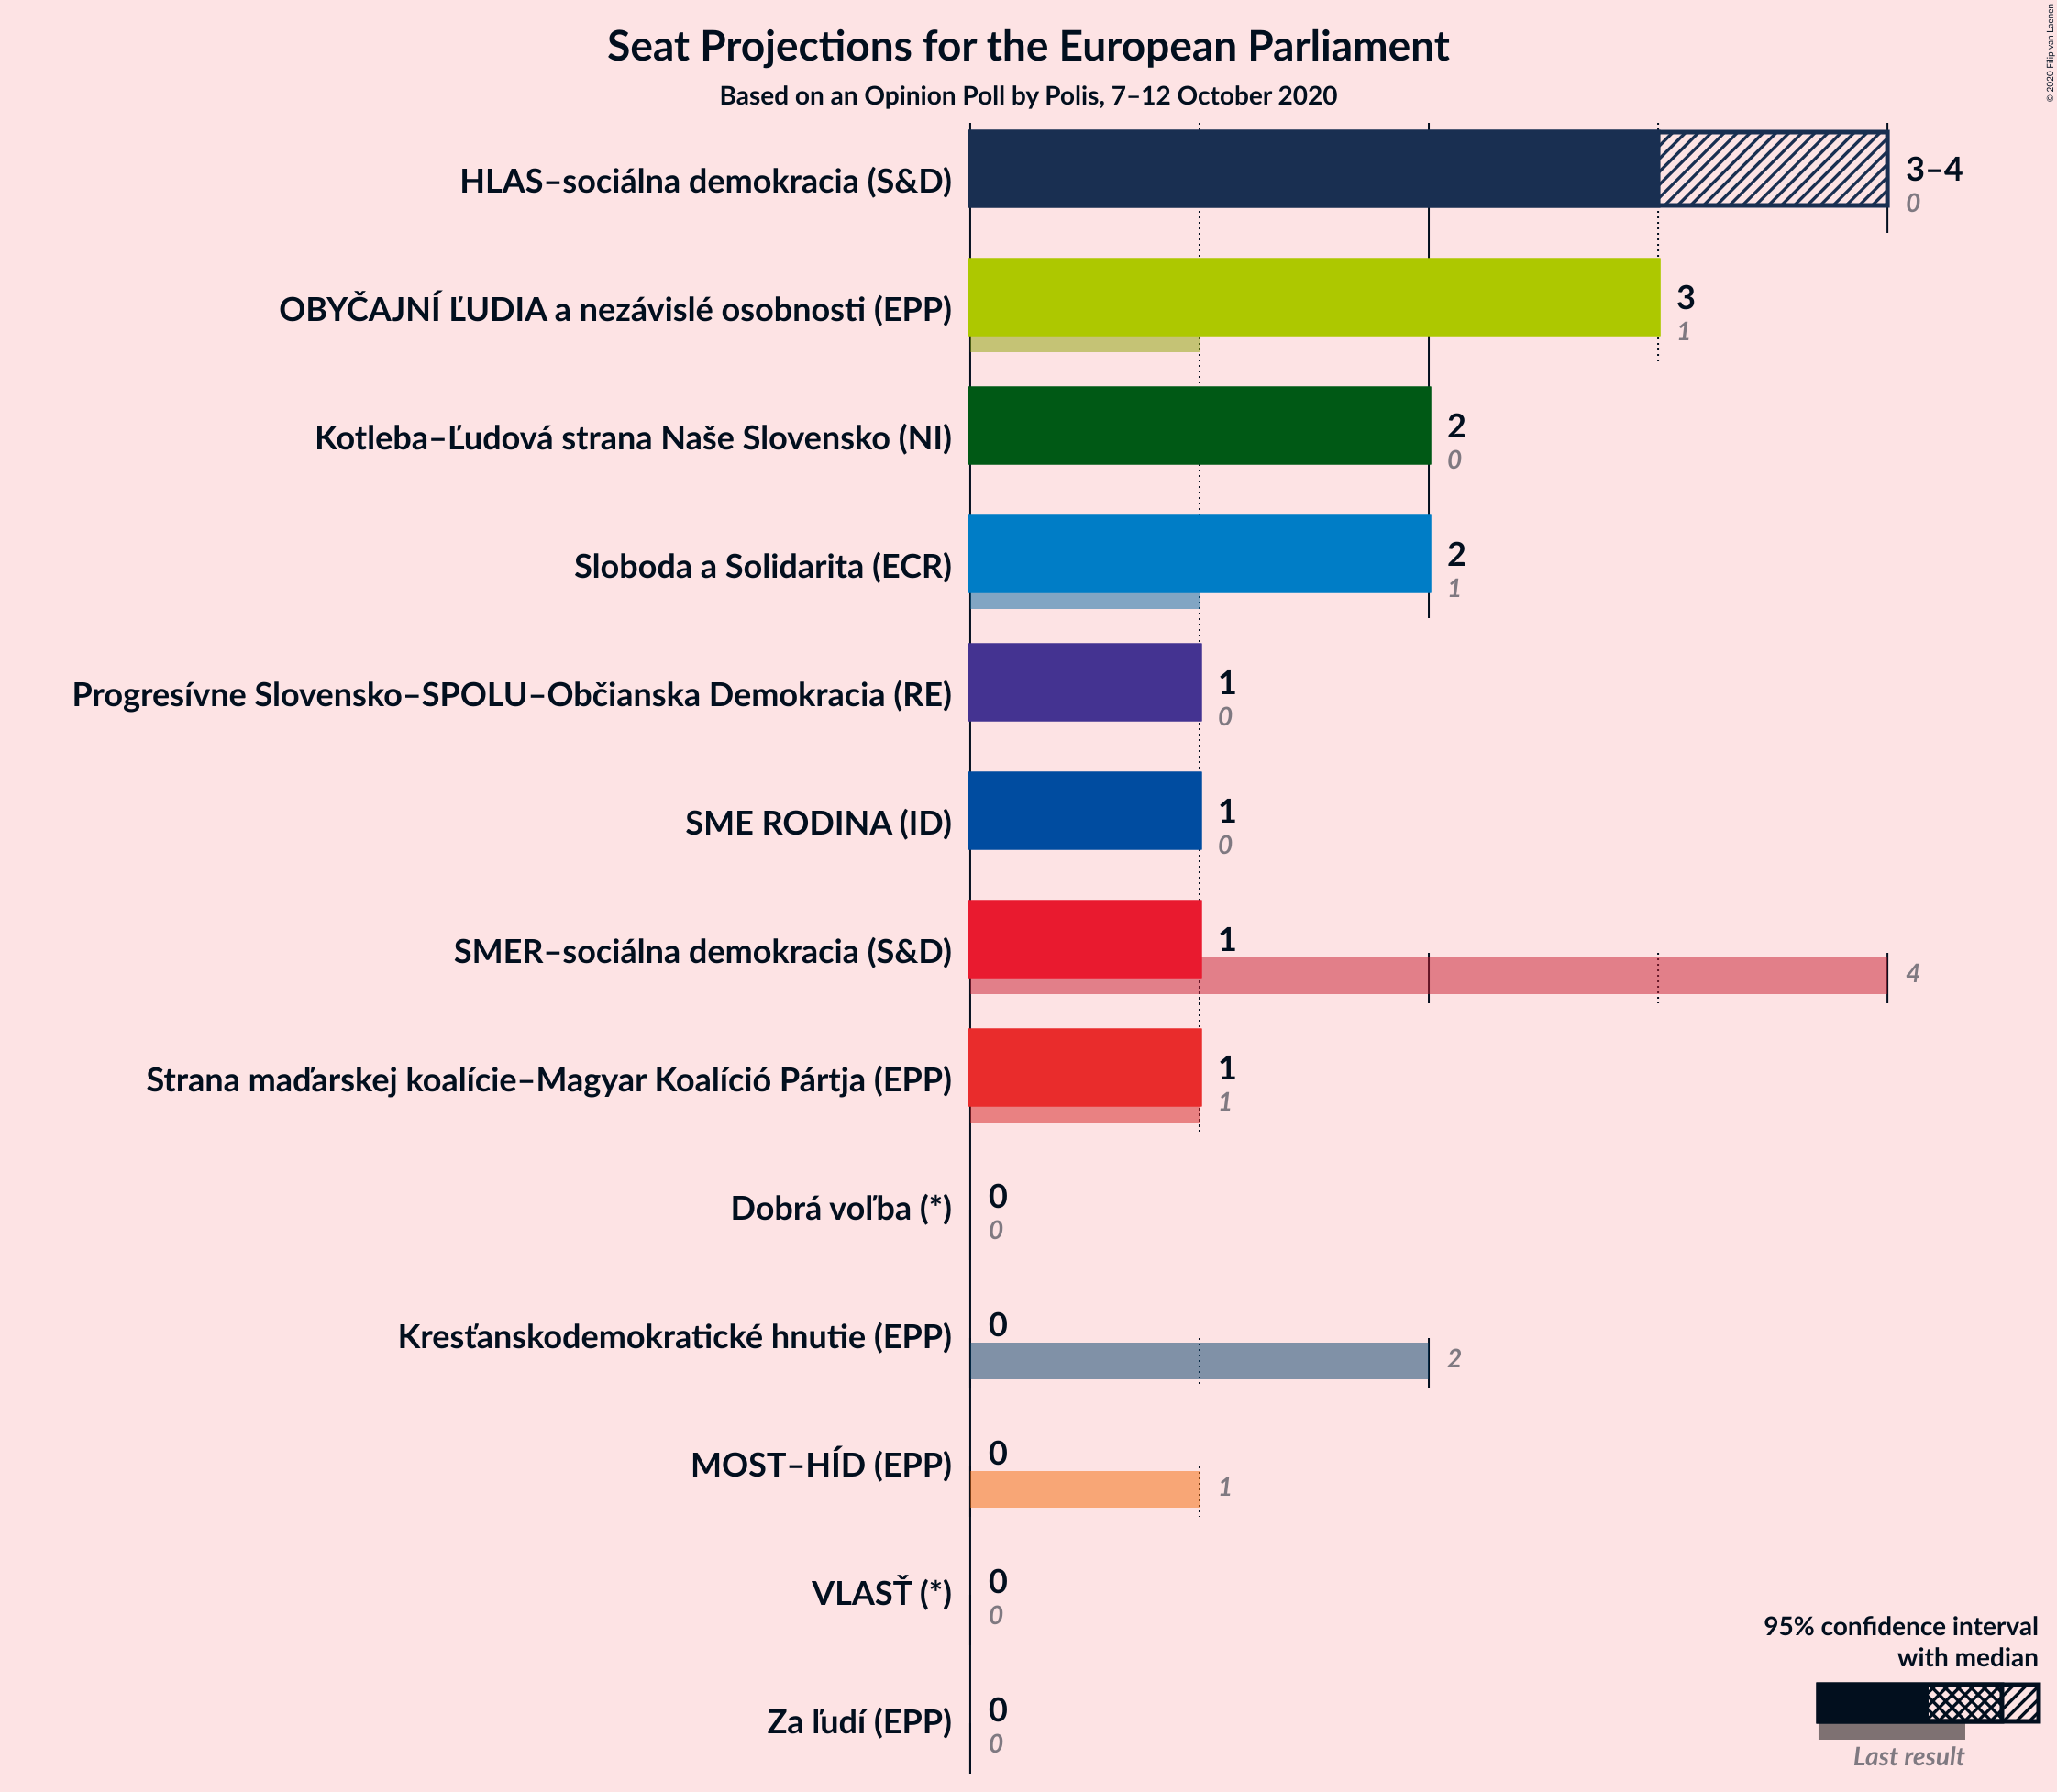 Seat Projections for the European Parliament
Based on an Opinion Poll by Polis, 7–12 October 2020
© 2020 Filip van Laenen
HLAS–sociálna demokracia (S&D)
3–4
0
OBYČAJNÍ ĽUDIA a nezávislé osobnosti (EPP)
3
1
Kotleba–Ľudová strana Naše Slovensko (NI)
2
0
Sloboda a Solidarita (ECR)
2
1
Progresívne Slovensko–SPOLU–Občianska Demokracia (RE)
1
0
SME RODINA (ID)
1
0
SMER–sociálna demokracia (S&D)
1
4
Strana maďarskej koalície–Magyar Koalíció Pártja (EPP)
1
1
Dobrá voľba (*)
0
0
Kresťanskodemokratické hnutie (EPP)
0
2
MOST–HÍD (EPP)
0
1
VLASŤ (*)
0
0
Za ľudí (EPP)
0
0
95% confidence interval
with median
Last result